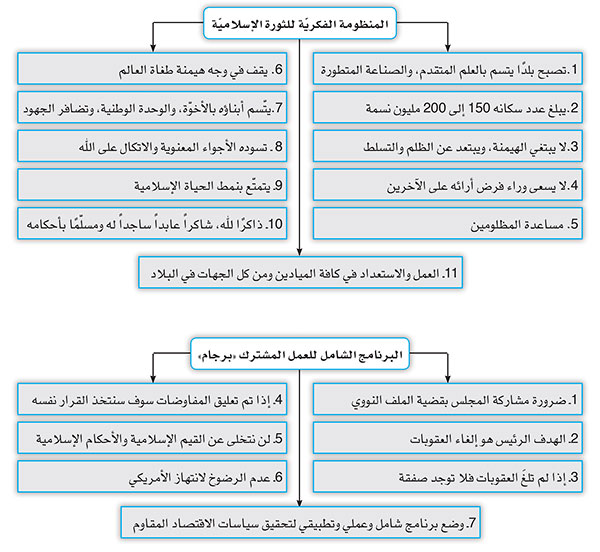 المنظومة الفكريّة للثورة الإسلاميّة
1. تصبح بلدًا يتسم بالعلم المتقدم، والصناعة المتطورة
2. يبلغ عدد سكانه 150 إلى 200 مليون نسمة
3. لا يبتغي الهيمنة، ويبتعد عن الظلم والتسلط
4. لا يسعى وراء فرض أرائه على الآخرين
5. مساعدة المظلومين
6. يقف في وجه هيمنة طغاة العالم
7. يتّسم أبناؤه بالأخوّة، والوحدة الوطنية، وتضافر الجهود
8. تسوده الأجواء المعنوية والاتكال على الله
9. يتمتّع بنمط الحياة الإسلامية
10. ذاكرًا لله، شاكراً عابداً ساجداً له ومسلّمًا بأحكامه
11. العمل والاستعداد في كافة الميادين ومن كل الجهات في البلاد
البرنامج الشامل للعمل المشترك «برجام»
1. ضرورة مشاركة المجلس بقضية الملف النووي
2. الهدف الرئيس هو إلغاء العقوبات
3. إذا لم تلغَ العقوبات فلا توجد صفقة
4. إذا تم تعليق المفاوضات سوف سنتخذ القرار نفسه
5. لن نتخلى عن القيم الإسلامية والأحكام الإسلامية
6. عدم الرضوخ لانتهاز الأمريكي
7. وضع برنامج شامل وعملي وتطبيقي لتحقيق سياسات الاقتصاد المقاوم